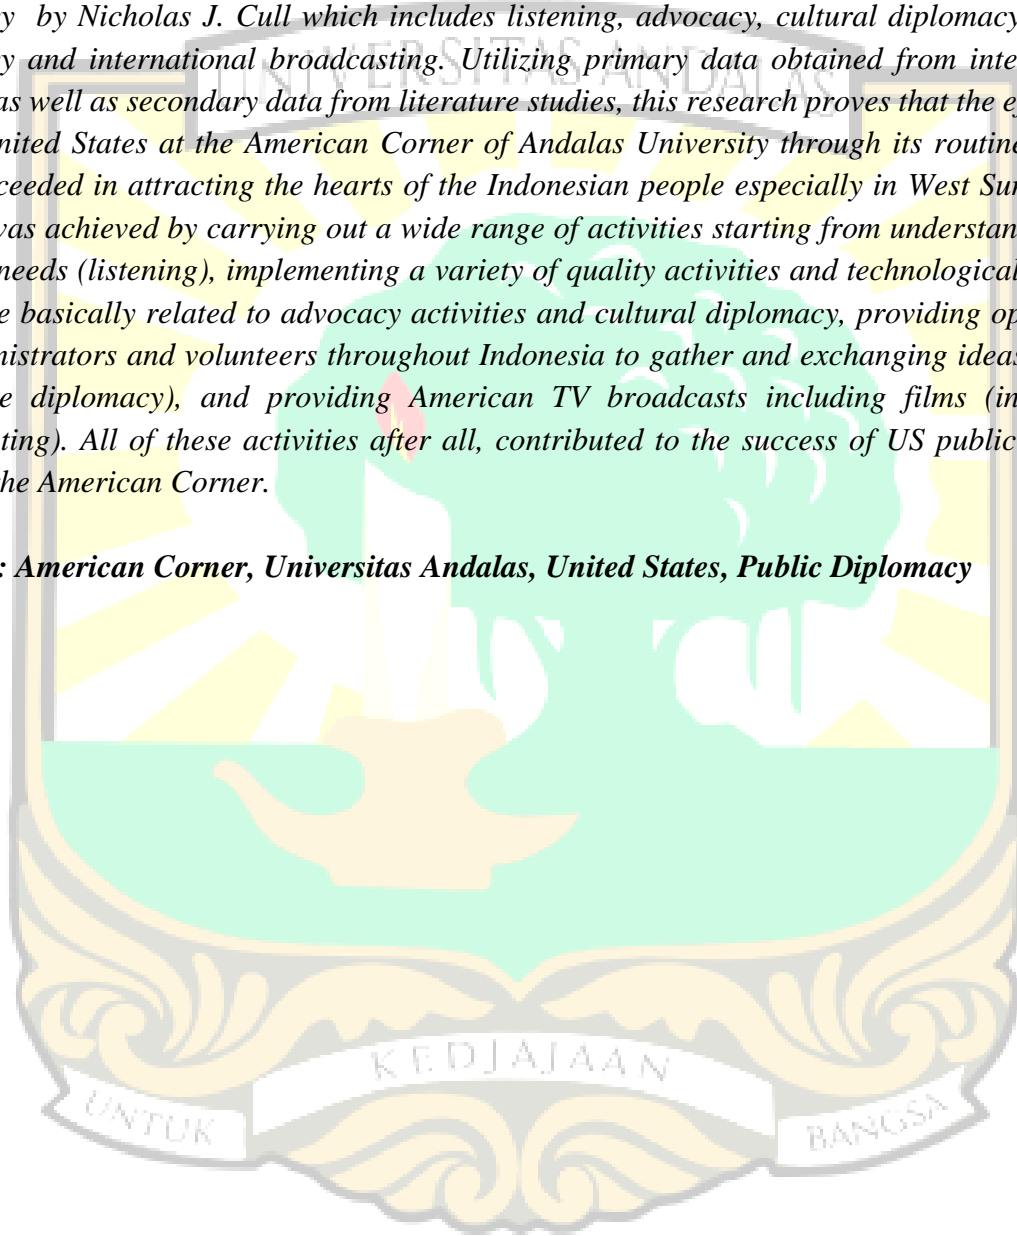 y by Nicholas J. Cull which includes listening, advocacy, cultural diplomacy
y and international broadcasting. Utilizing primary data obtained from inte
as well as secondary data from literature studies, this research proves that the e
nited States at the American Corner of Andalas University through its routine
ceeded in attracting the hearts of the Indonesian people especially in West Su
was achieved by carrying out a wide range of activities starting from understan
needs (listening), implementing a variety of quality activities and technological
e basically related to advocacy activities and cultural diplomacy, providing op
nistrators and volunteers throughout Indonesia to gather and exchanging ideas
e diplomacy), and providing American TV broadcasts including films (in
ting). All of these activities after all, contributed to the success of US public
the American Corner.
: American Corner, Universitas Andalas, United States, Public Diplomacy
UNIVERSITAS ANDALAS
UNTUK KEDJAJAAN BANGSA